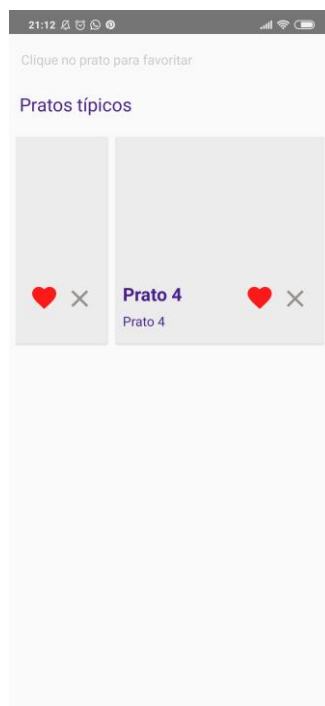 21:12
Clique no prato para favoritar
Pratos típicos
Prato 4
Prato 4